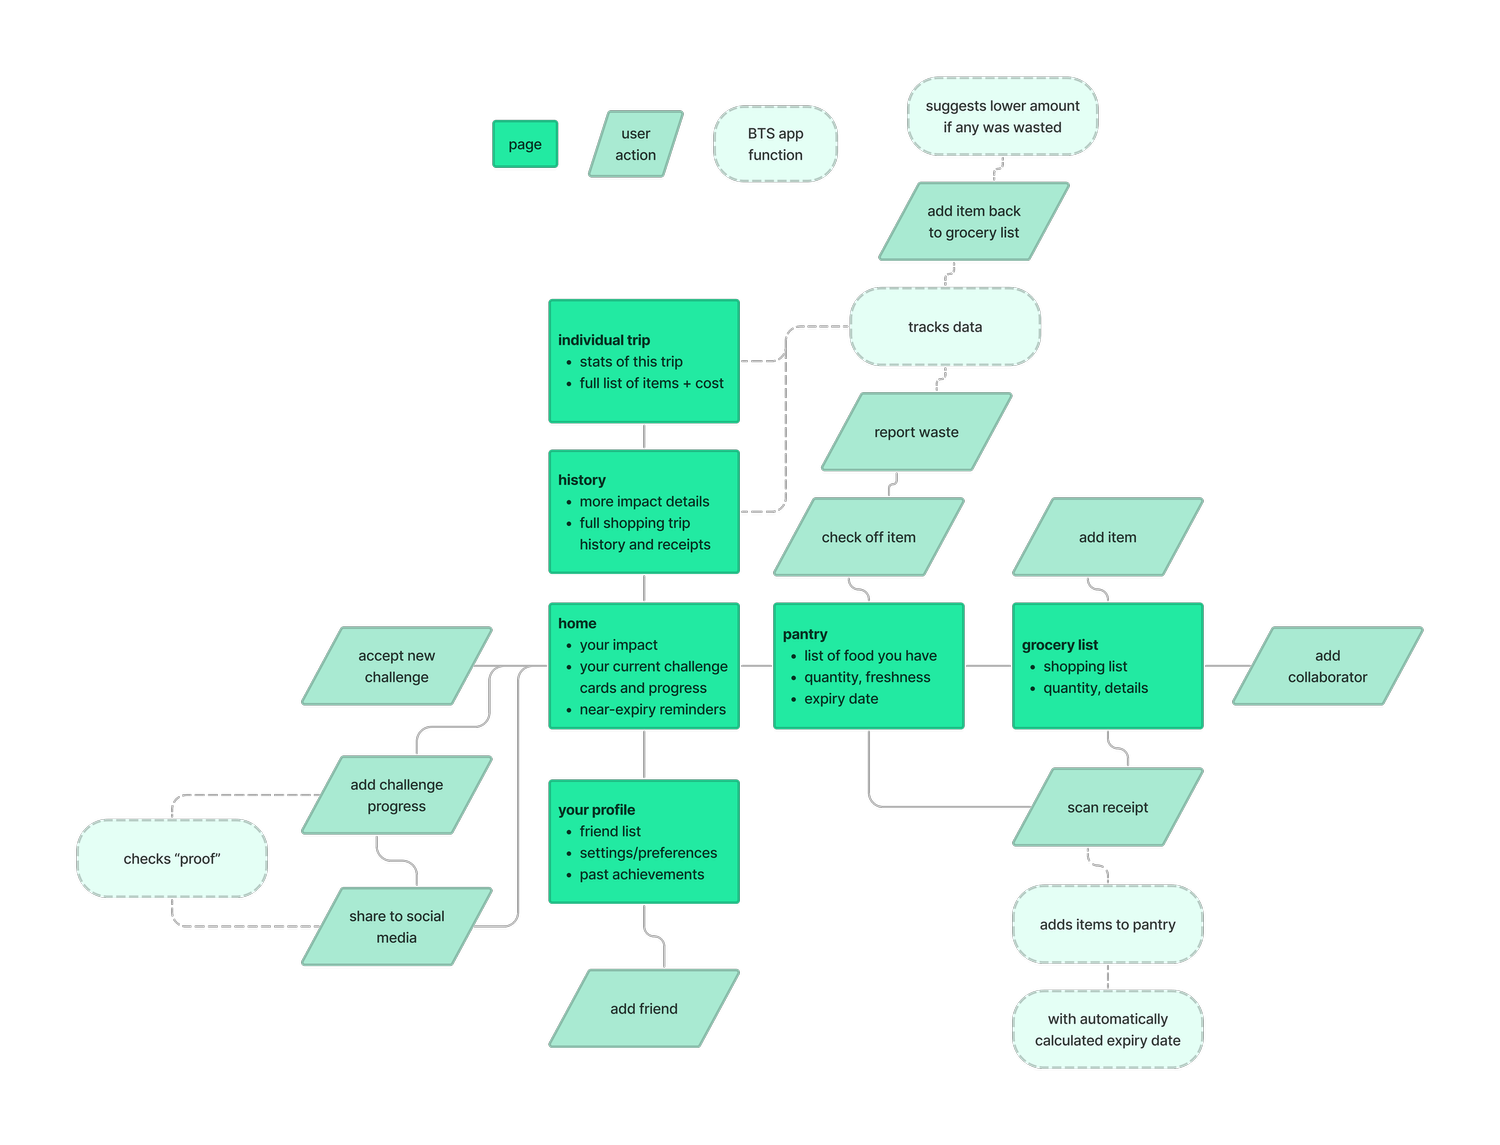 suggests lower amount
if any was wasted
page
user
action
BTS app
function
add item back
to grocery list
tracks data
individual trip
• stats of this trip
• full list of items + cost
report waste
history
• more impact details
• full shopping trip
history and receipts
check off item
add item
home
• your impact
• your current challenge
cards and progress
• near-expiry reminders
pantry
• list of food you have
• quantity, freshness
• expiry date
grocery list
• shopping list
• quantity, details
accept new
challenge
add
collaborator
add challenge
progress
your profile
• friend list
• settings/preferences
• past achievements
scan receipt
checks “proof”
share to social
media
adds items to pantry
add friend
with automatically
calculated expiry date